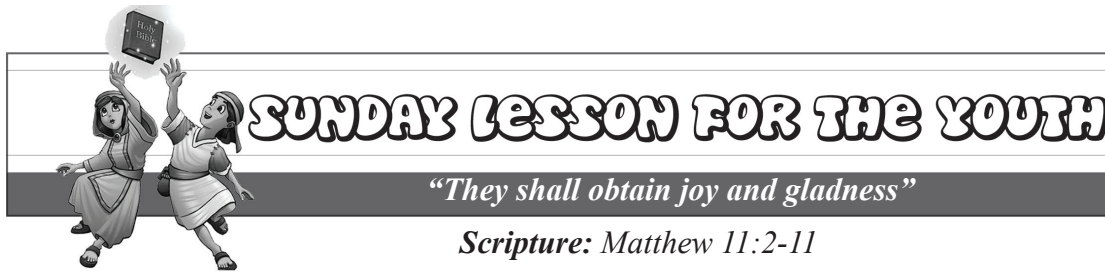 Holy
Bible
SUNDAY LESSON FOR THE YOUTH
“They shall obtain joy and gladness”
Scripture: Matthew 11:2-11